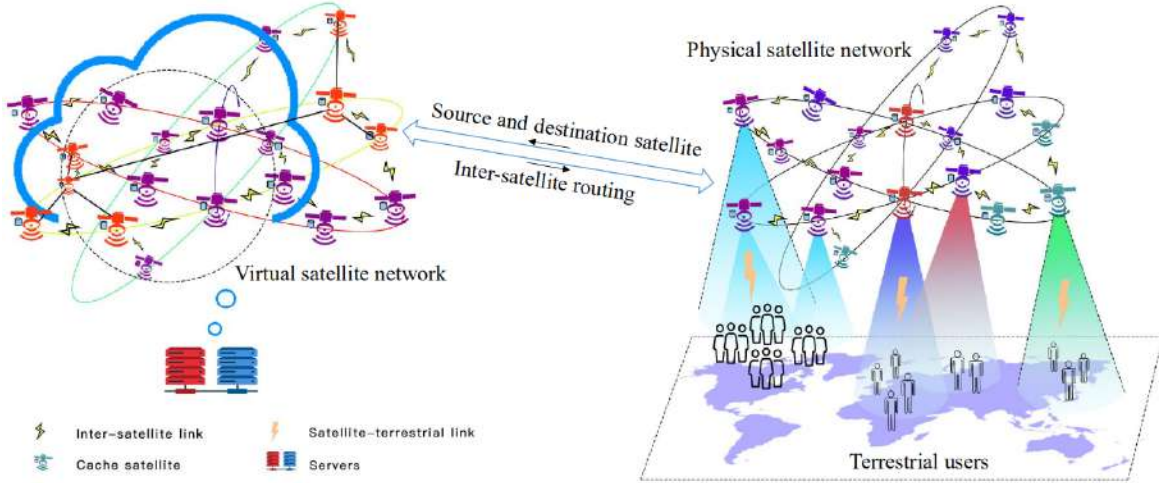 Physical satellite network
Source and destination satellite
Inter-satellite routing
Virtual satellite network
Inter-satellite link
Satellite-terrestrial link
Cache satellite
Servers
Terrestrial users